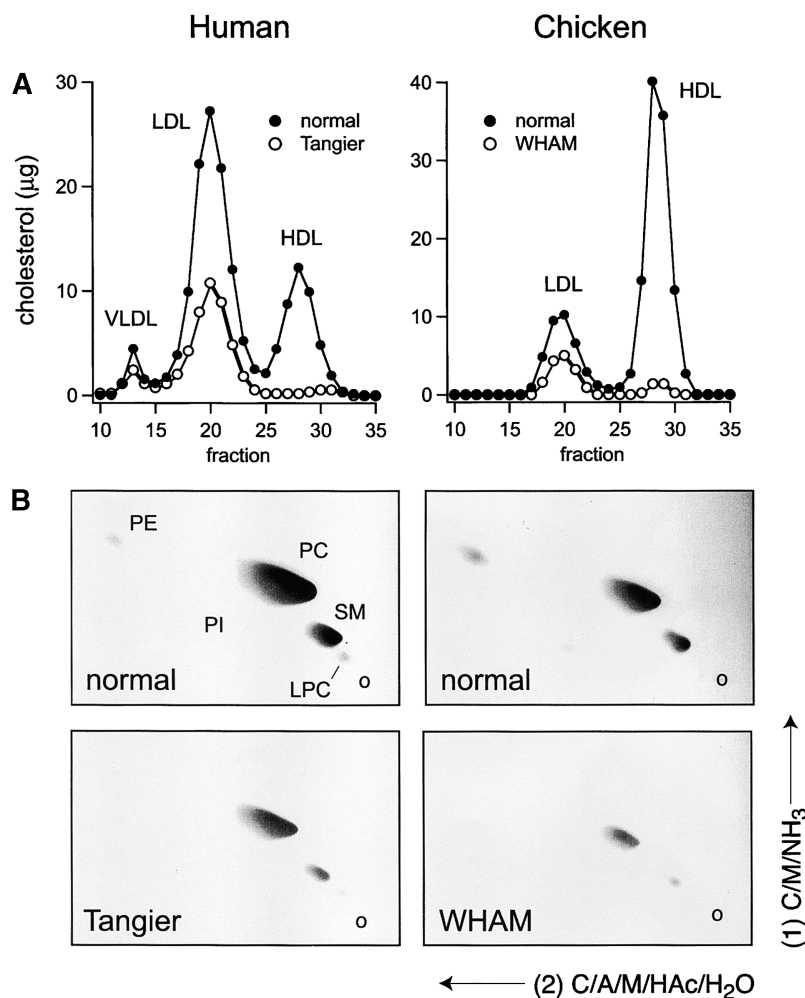 Human
Chicken
A
30
20
10
0
cholesterol (μg)
LDL
VLDL
HDL
normal
Tangier
10 15 20 25 30 35
fraction
40
30
20
10
0
LDL
HDL
normal
WHAM
10 15 20 25 30 35
fraction
B
PE
PC
PI
SM
LPC
o
normal
o
normal
o
Tangier
o
WHAM
(1) C/M/NH₃
(2) C/A/M/HAc/H₂O